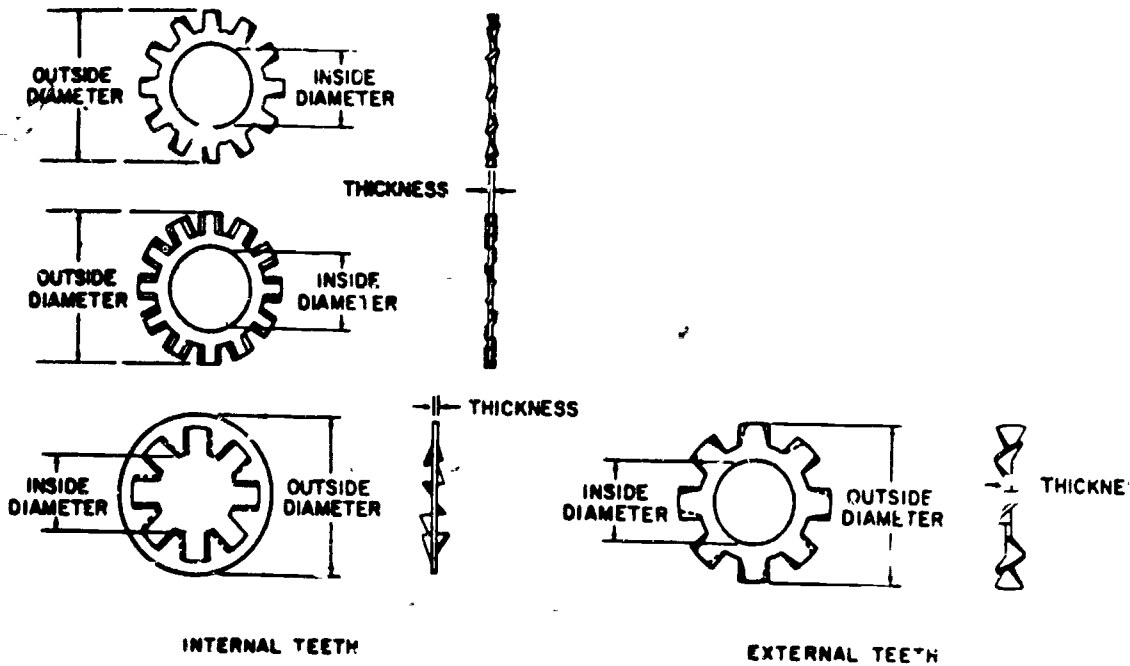 OUTSIDE
DIAMETER
INSIDE
DIAMETER
THICKNESS
OUTSIDE
DIAMETER
INSIDE
DIAMETER
THICKNESS
INSIDE
DIAMETER
OUTSIDE
DIAMETER
INSIDE
DIAMETER
OUTSIDE
DIAMETER
THICKNE
INTERNAL TEETH
EXTERNAL TEETH